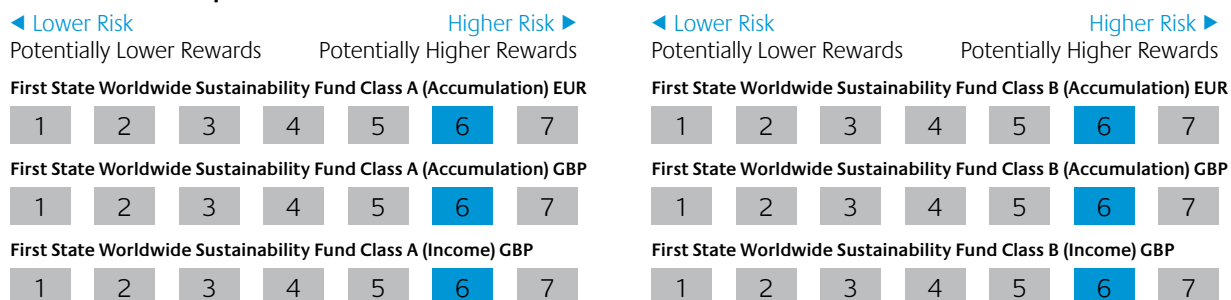 ◀ Lower Risk Higher Risk ▶
Potentially Lower Rewards Potentially Higher Rewards
First State Worldwide Sustainability Fund Class A (Accumulation) EUR
1 2 3 4 5 6 7
First State Worldwide Sustainability Fund Class A (Accumulation) GBP
1 2 3 4 5 6 7
First State Worldwide Sustainability Fund Class A (Income) GBP
1 2 3 4 5 6 7
◀ Lower Risk Higher Risk ▶
Potentially Lower Rewards Potentially Higher Rewards
First State Worldwide Sustainability Fund Class B (Accumulation) EUR
1 2 3 4 5 6 7
First State Worldwide Sustainability Fund Class B (Accumulation) GBP
1 2 3 4 5 6 7
First State Worldwide Sustainability Fund Class B (Income) GBP
1 2 3 4 5 6 7